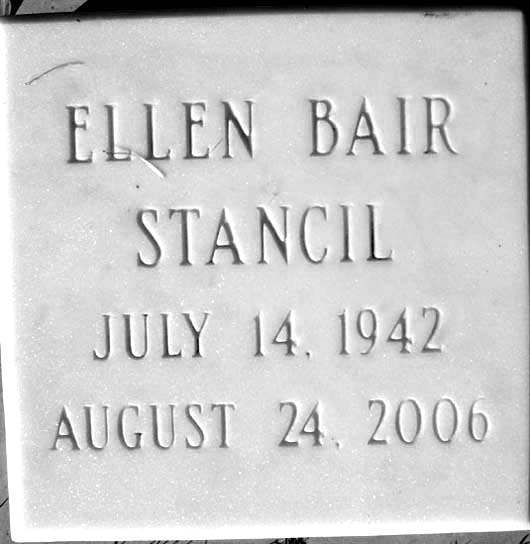 ELLEN BAIR
STANCIL
JULY 14, 1942
AUGUST 24, 2006